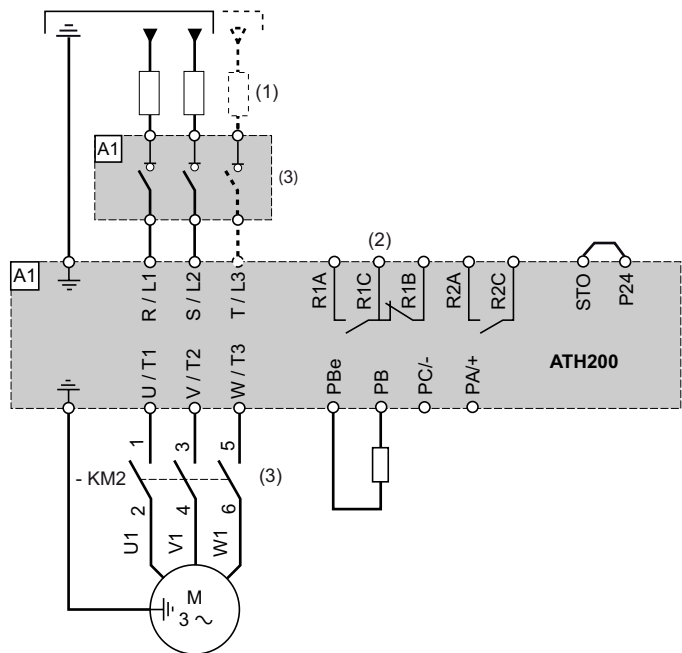 (1)
A1
(3)
(2)
A1
R / L1
S / L2
T / L3
R1A
R1C
R1B
R2A
R2C
STO
P24
ATH200
U / T1
V / T2
W / T3
PBe
PB
PC/-
PA/+
1
3
5
- KM2
(3)
2
4
6
U1
V1
W1
M
3 ~